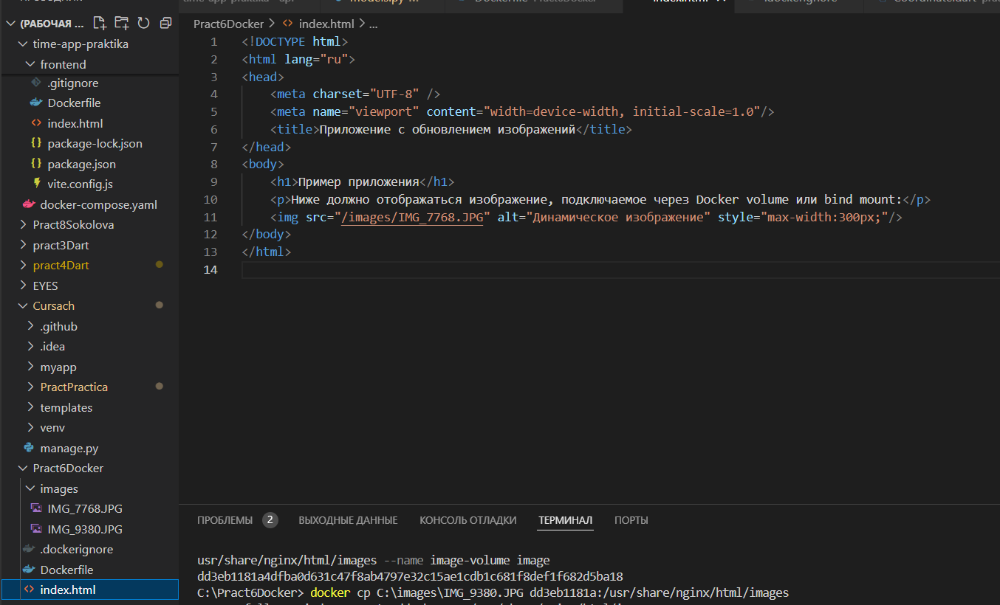 (РАБОЧАЯ ...
time-app-praktika
frontend
.gitignore
Dockerfile
index.html
package-lock.json
package.json
vite.config.js
docker-compose.yaml
Pract8Sokolova
pract3Dart
pract4Dart
EYES
Cursach
.github
.idea
myapp
PractPractica
templates
venv
manage.py
Pract6Docker
images
IMG_7768.JPG
IMG_9380.JPG
.dockerignore
Dockerfile
index.html
Pract6Docker > index.html > ...
1 <!DOCTYPE html>
2 <html lang="ru">
3 <head>
4 <meta charset="UTF-8" />
5 <meta name="viewport" content="width=device-width, initial-scale=1.0"/>
6 <title>Приложение с обновлением изображений</title>
7 </head>
8 <body>
9 <h1>Пример приложения</h1>
10 <p>Ниже должно отображаться изображение, подключаемое через Docker volume или bind mount:</p>
11 <img src="/images/IMG_7768.JPG" alt="Динамическое изображение" style="max-width:300px;"/>
12 </body>
13 </html>
14
ПРОБЛЕМЫ 2 ВЫХОДНЫЕ ДАННЫЕ КОНСОЛЬ ОТЛАДКИ ТЕРМИНАЛ ПОРТЫ
usr/share/nginx/html/images --name image-volume image
dd3eb1181a4dfba0d631c47f8ab4797e32c15ae1cdb1c681f8def1f682d5ba18
C:\Pract6Docker> docker cp C:\images\IMG_9380.JPG dd3eb1181a:/usr/share/nginx/html/images